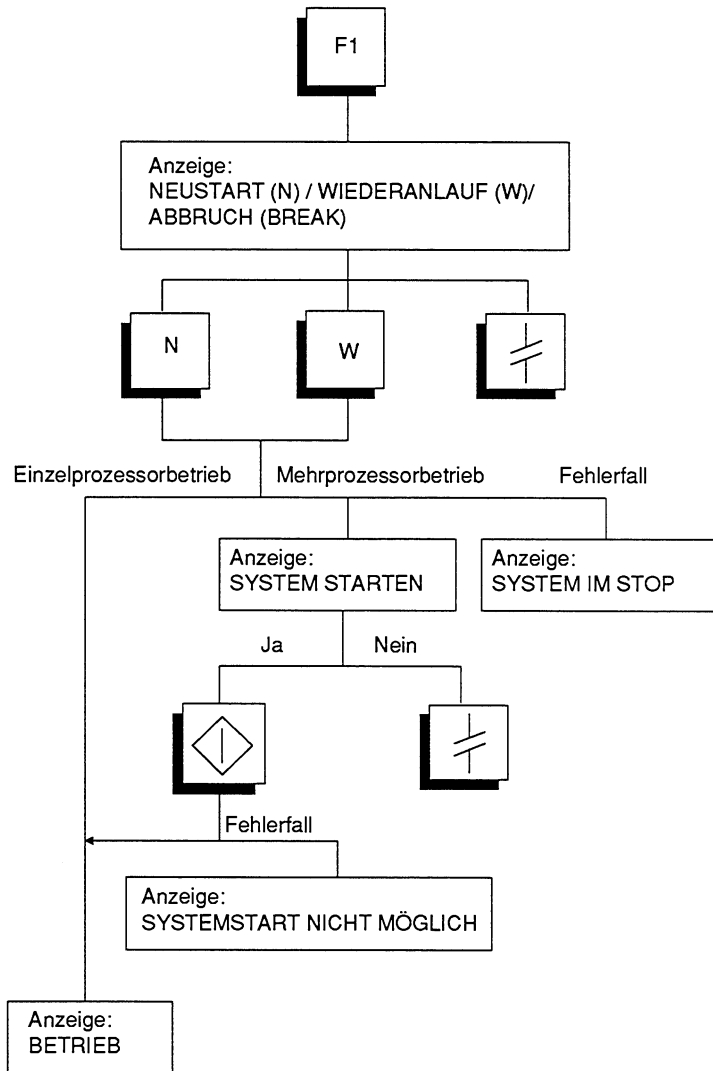 F1
Anzeige:
NEUSTART (N) / WIEDERANLAUF (W)/
ABBRUCH (BREAK)
N
W
Einzelprozessorbetrieb
Mehrprozessorbetrieb
Fehlerfall
Anzeige:
SYSTEM STARTEN
Anzeige:
SYSTEM IM STOP
Ja
Nein
Fehlerfall
Anzeige:
SYSTEMSTART NICHT MÖGLICH
Anzeige:
BETRIEB